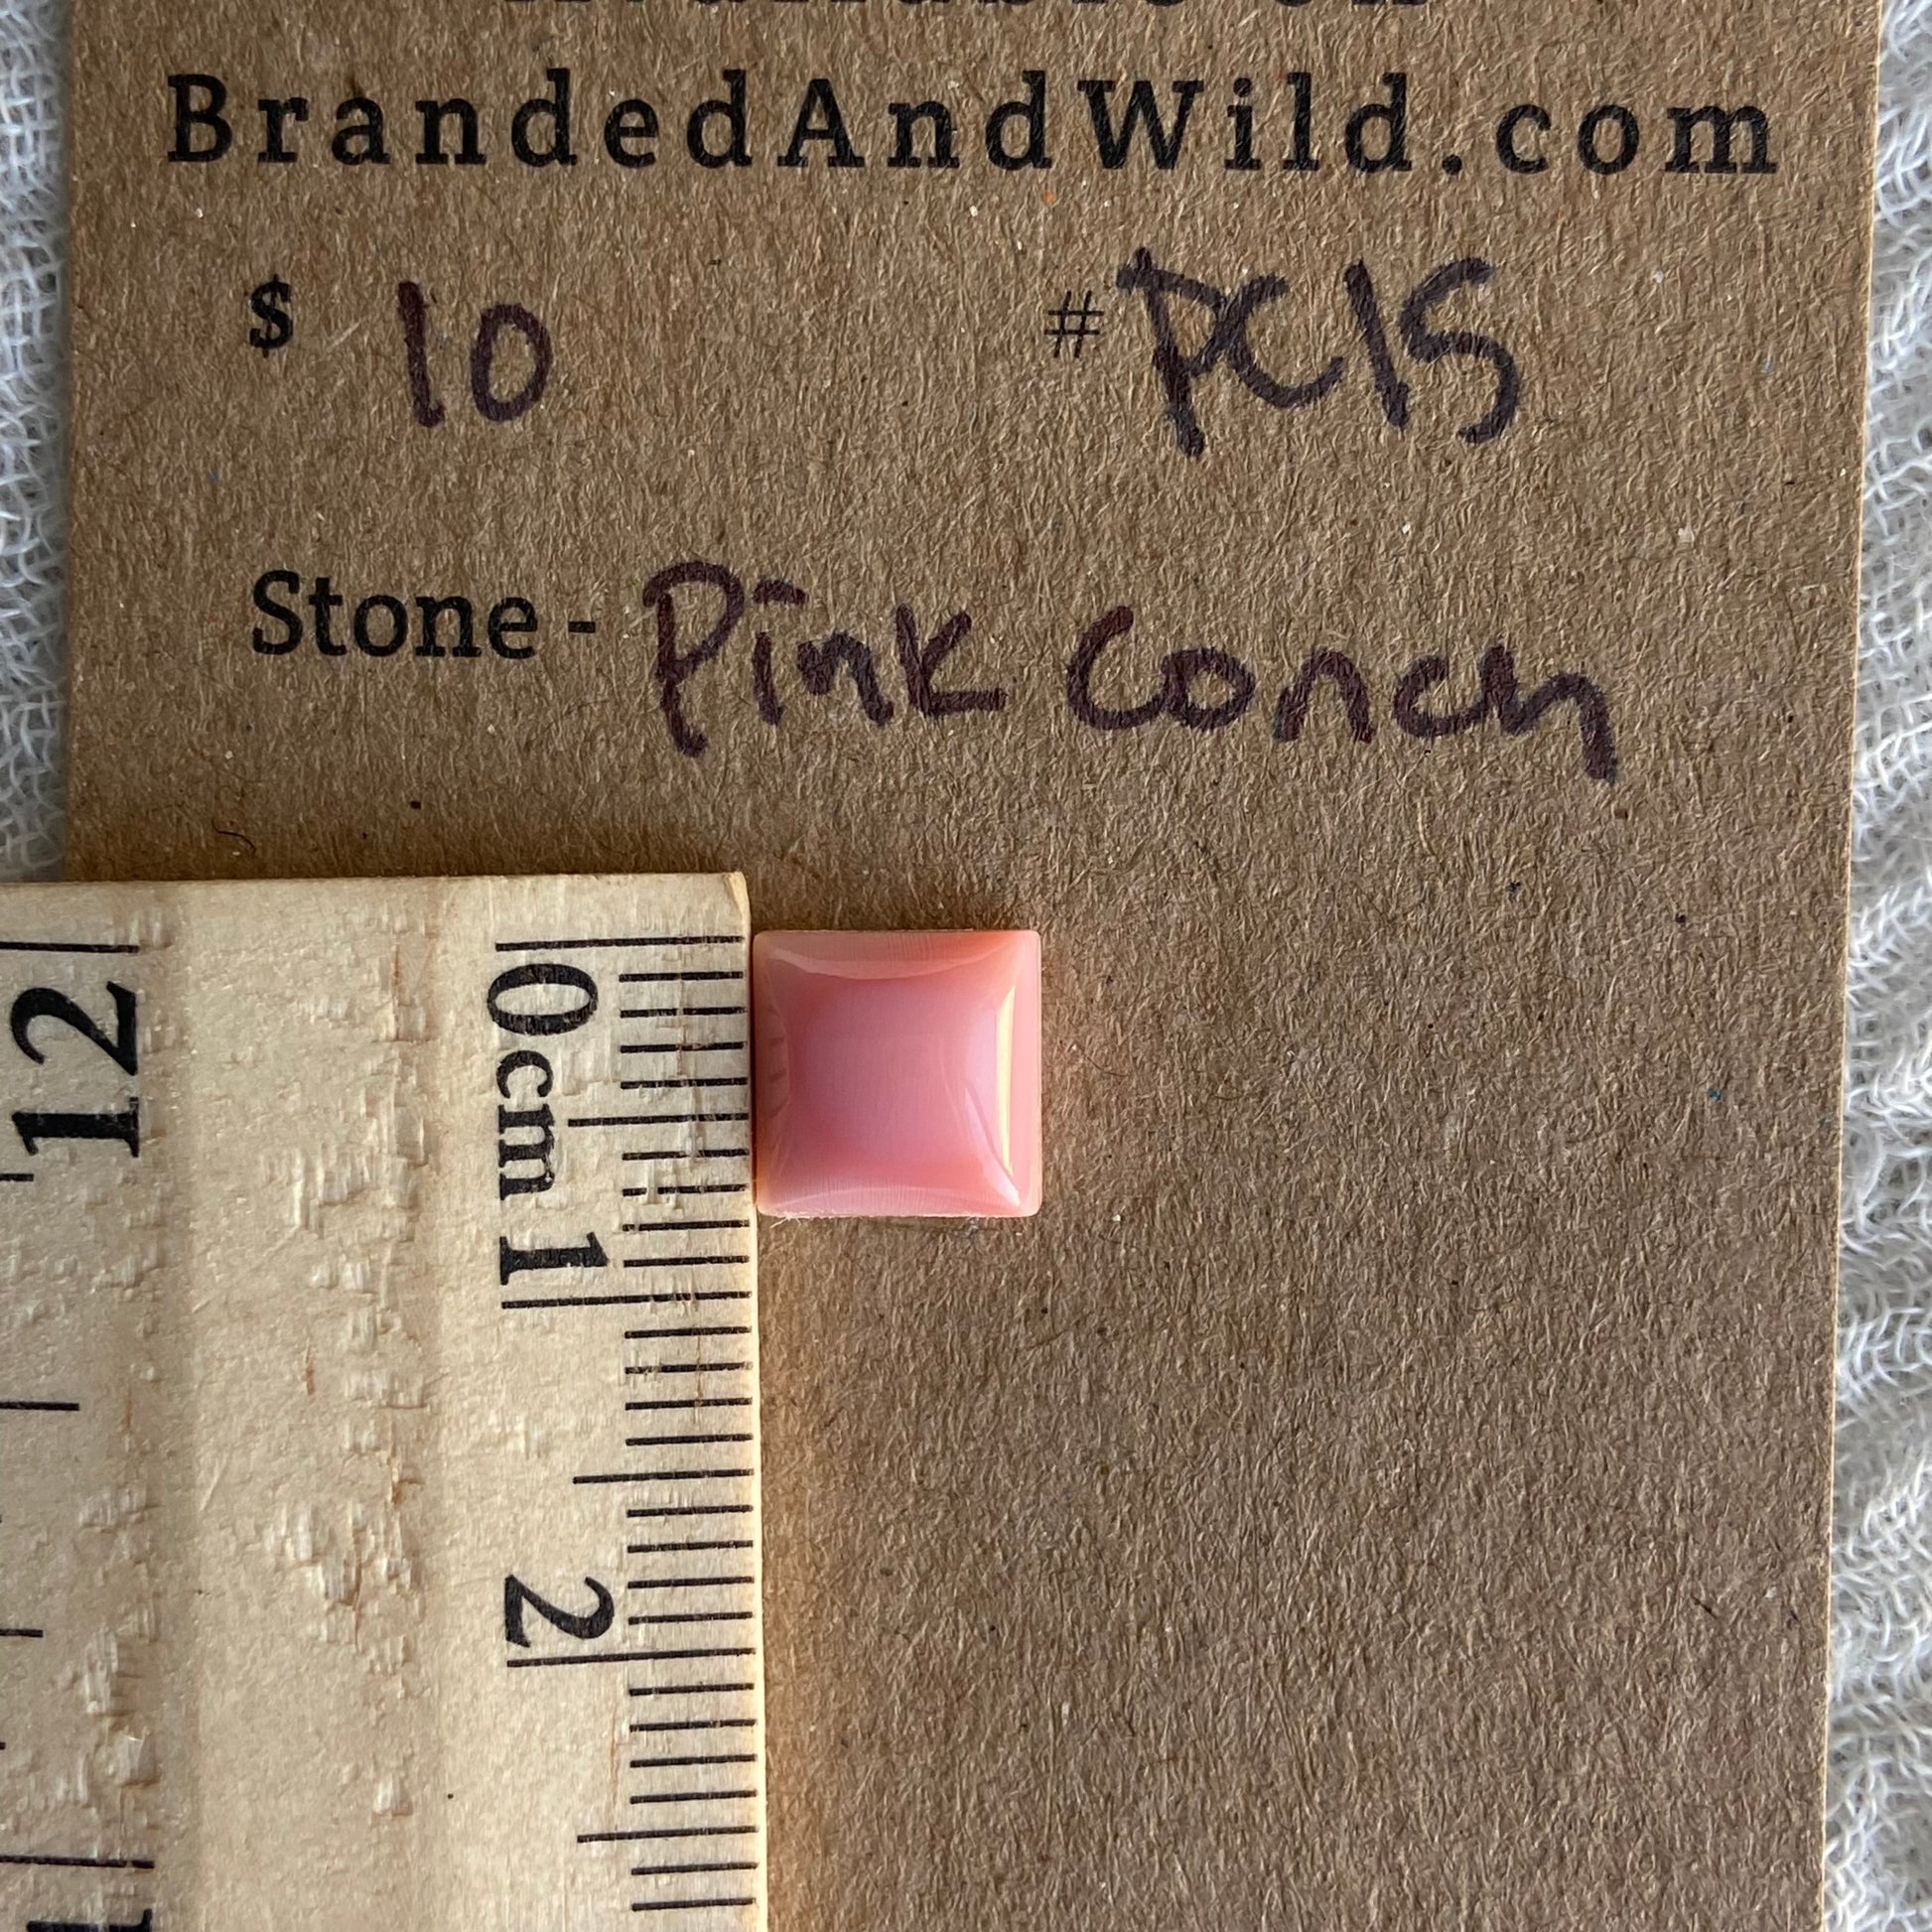 BrandedAndWild.com
$ 10 #PC15
Stone - Pink Conch
12
0cm 1
2